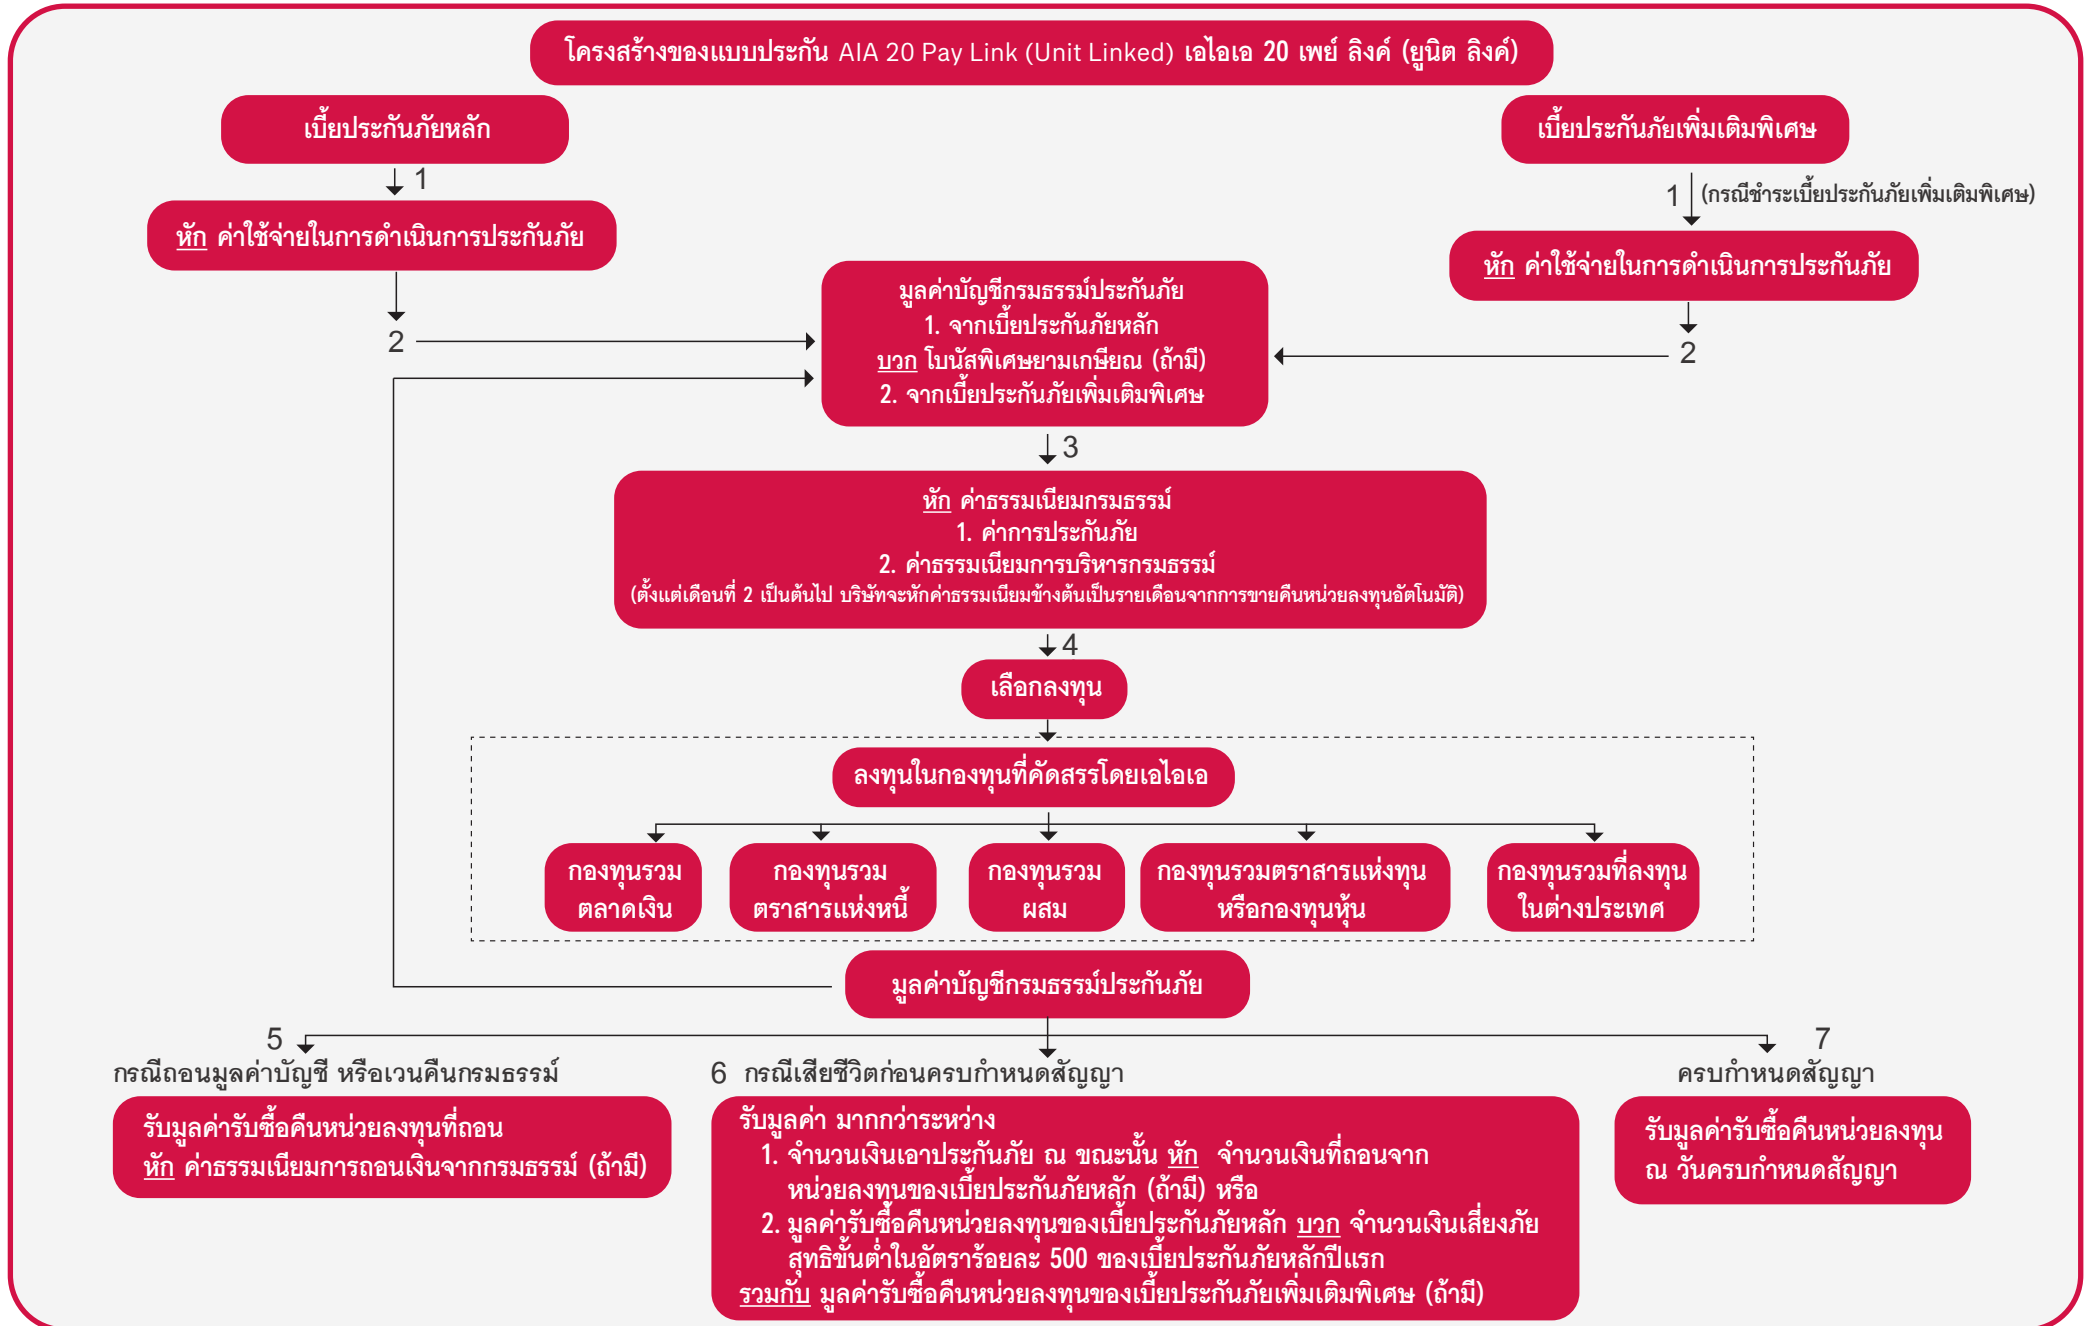 โครงสร้างของแบบประกัน AIA 20 Pay Link (Unit Linked) เอไอเอ 20 เพย์ ลิงค์ (ยูนิต ลิงค์)
เบี้ยประกันภัยหลัก
เบี้ยประกันภัยเพิ่มเติมพิเศษ
1
1 (กรณีชำระเบี้ยประกันภัยเพิ่มเติมพิเศษ)
หัก ค่าใช้จ่ายในการดำเนินการประกันภัย
หัก ค่าใช้จ่ายในการดำเนินการประกันภัย
2
2
มูลค่าบัญชีกรมธรรม์ประกันภัย
1. จากเบี้ยประกันภัยหลัก
บวก โบนัสพิเศษยามเกษียณ (ถ้ามี)
2. จากเบี้ยประกันภัยเพิ่มเติมพิเศษ
3
หัก ค่าธรรมเนียมกรมธรรม์
1. ค่าการประกันภัย
2. ค่าธรรมเนียมการบริหารกรมธรรม์
(ตั้งแต่เดือนที่ 2 เป็นต้นไป บริษัทจะหักค่าธรรมเนียมข้างต้นเป็นรายเดือนจากการขายคืนหน่วยลงทุนอัตโนมัติ)
4
เลือกลงทุน
ลงทุนในกองทุนที่คัดสรรโดยเอไอเอ
กองทุนรวม
ตลาดเงิน
กองทุนรวม
ตราสารแห่งหนี้
กองทุนรวม
ผสม
กองทุนรวมตราสารแห่งทุน
หรือกองทุนหุ้น
กองทุนรวมที่ลงทุน
ในต่างประเทศ
มูลค่าบัญชีกรมธรรม์ประกันภัย
5
กรณีถอนมูลค่าบัญชี หรือเวนคืนกรมธรรม์
รับมูลค่ารับซื้อคืนหน่วยลงทุนที่ถอน
หัก ค่าธรรมเนียมการถอนเงินจากกรมธรรม์ (ถ้ามี)
6 กรณีเสียชีวิตก่อนครบกำหนดสัญญา
รับมูลค่า มากกว่าระหว่าง
1. จำนวนเงินเอาประกันภัย ณ ขณะนั้น หัก จำนวนเงินที่ถอนจาก
หน่วยลงทุนของเบี้ยประกันภัยหลัก (ถ้ามี) หรือ
2. มูลค่ารับซื้อคืนหน่วยลงทุนของเบี้ยประกันภัยหลัก บวก จำนวนเงินเสี่ยงภัย
สุทธิขั้นต่ำในอัตราร้อยละ 500 ของเบี้ยประกันภัยหลักปีแรก
รวมกับ มูลค่ารับซื้อคืนหน่วยลงทุนของเบี้ยประกันภัยเพิ่มเติมพิเศษ (ถ้ามี)
7
ครบกำหนดสัญญา
รับมูลค่ารับซื้อคืนหน่วยลงทุน
ณ วันครบกำหนดสัญญา